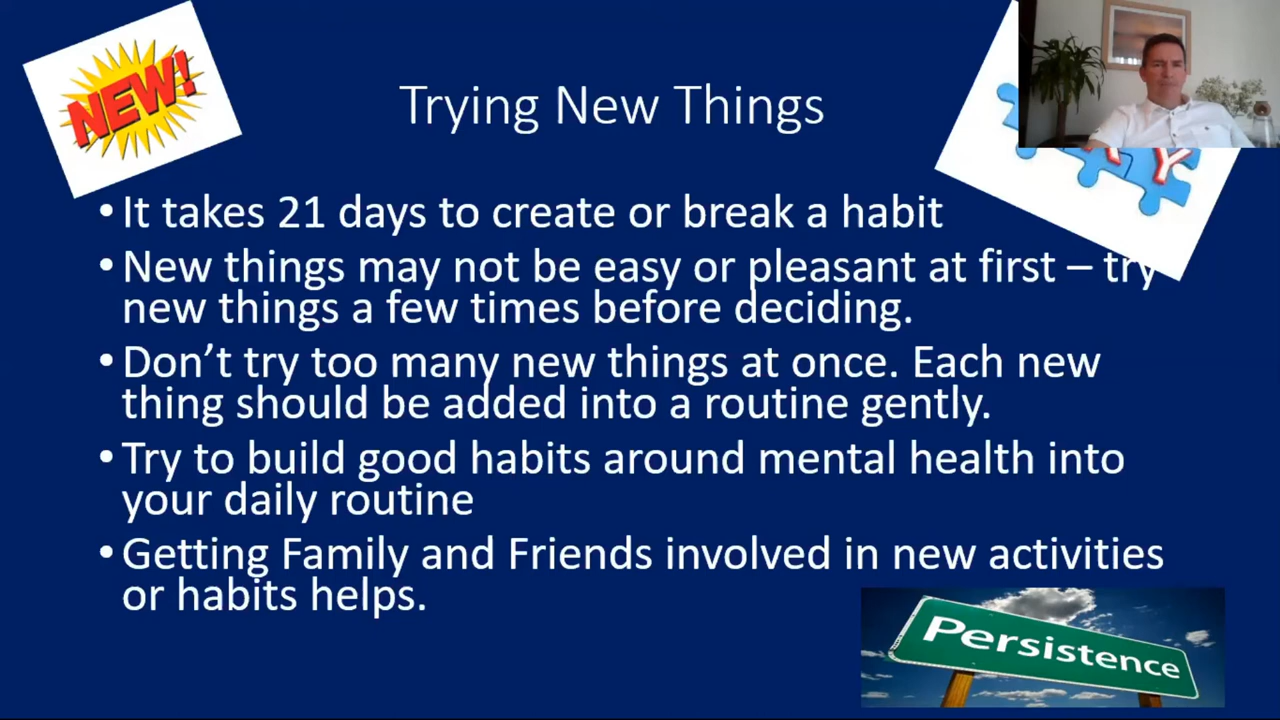 NEW!
Trying New Things
Y
• It takes 21 days to create or break a habit
• New things may not be easy or pleasant at first – try
new things a few times before deciding.
• Don’t try too many new things at once. Each new
thing should be added into a routine gently.
• Try to build good habits around mental health into
your daily routine
• Getting Family and Friends involved in new activities
or habits helps.
Persistence